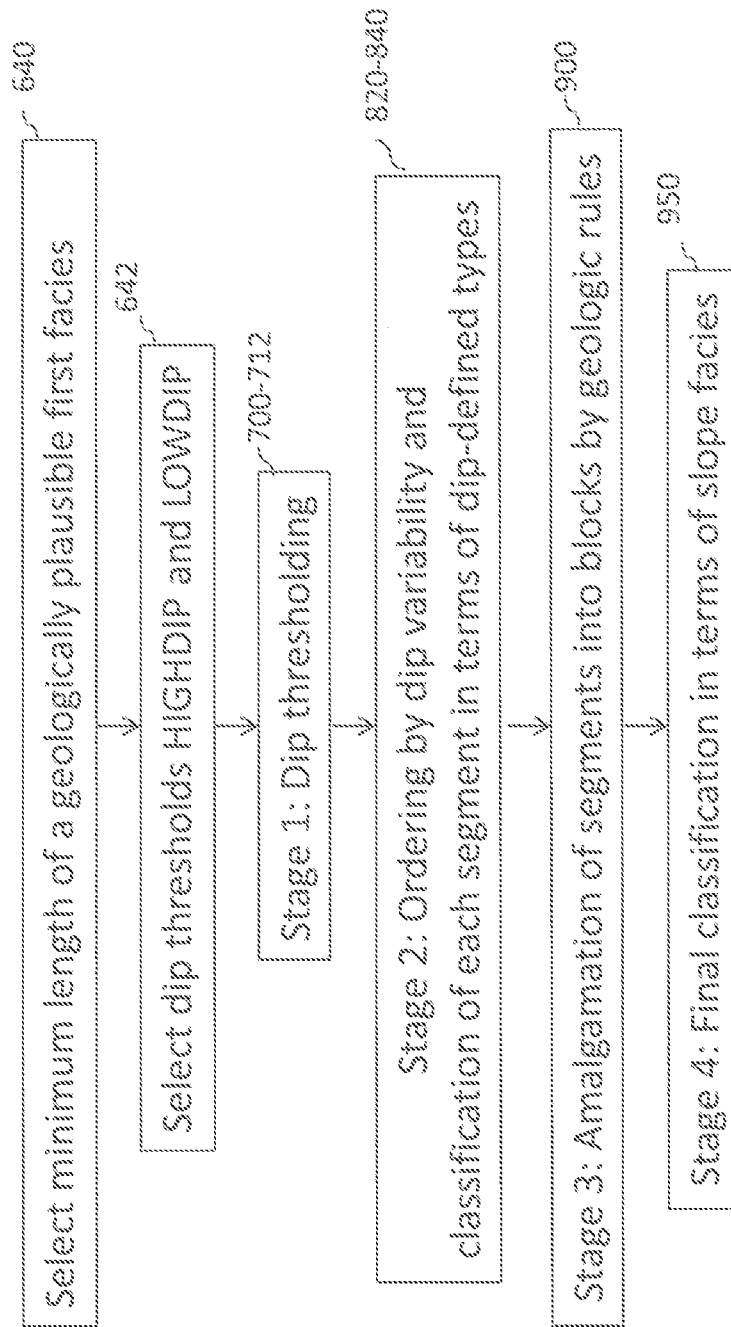 Select minimum length of a geologically plausible first facies
640
Select dip thresholds HIGHDIP and LOWDIP
642
Stage 1: Dip thresholding
700-712
Stage 2: Ordering by dip variability and
classification of each segment in terms of dip-defined types
820-840
Stage 3: Amalgamation of segments into blocks by geologic rules
900
Stage 4: Final classification in terms of slope facies
950